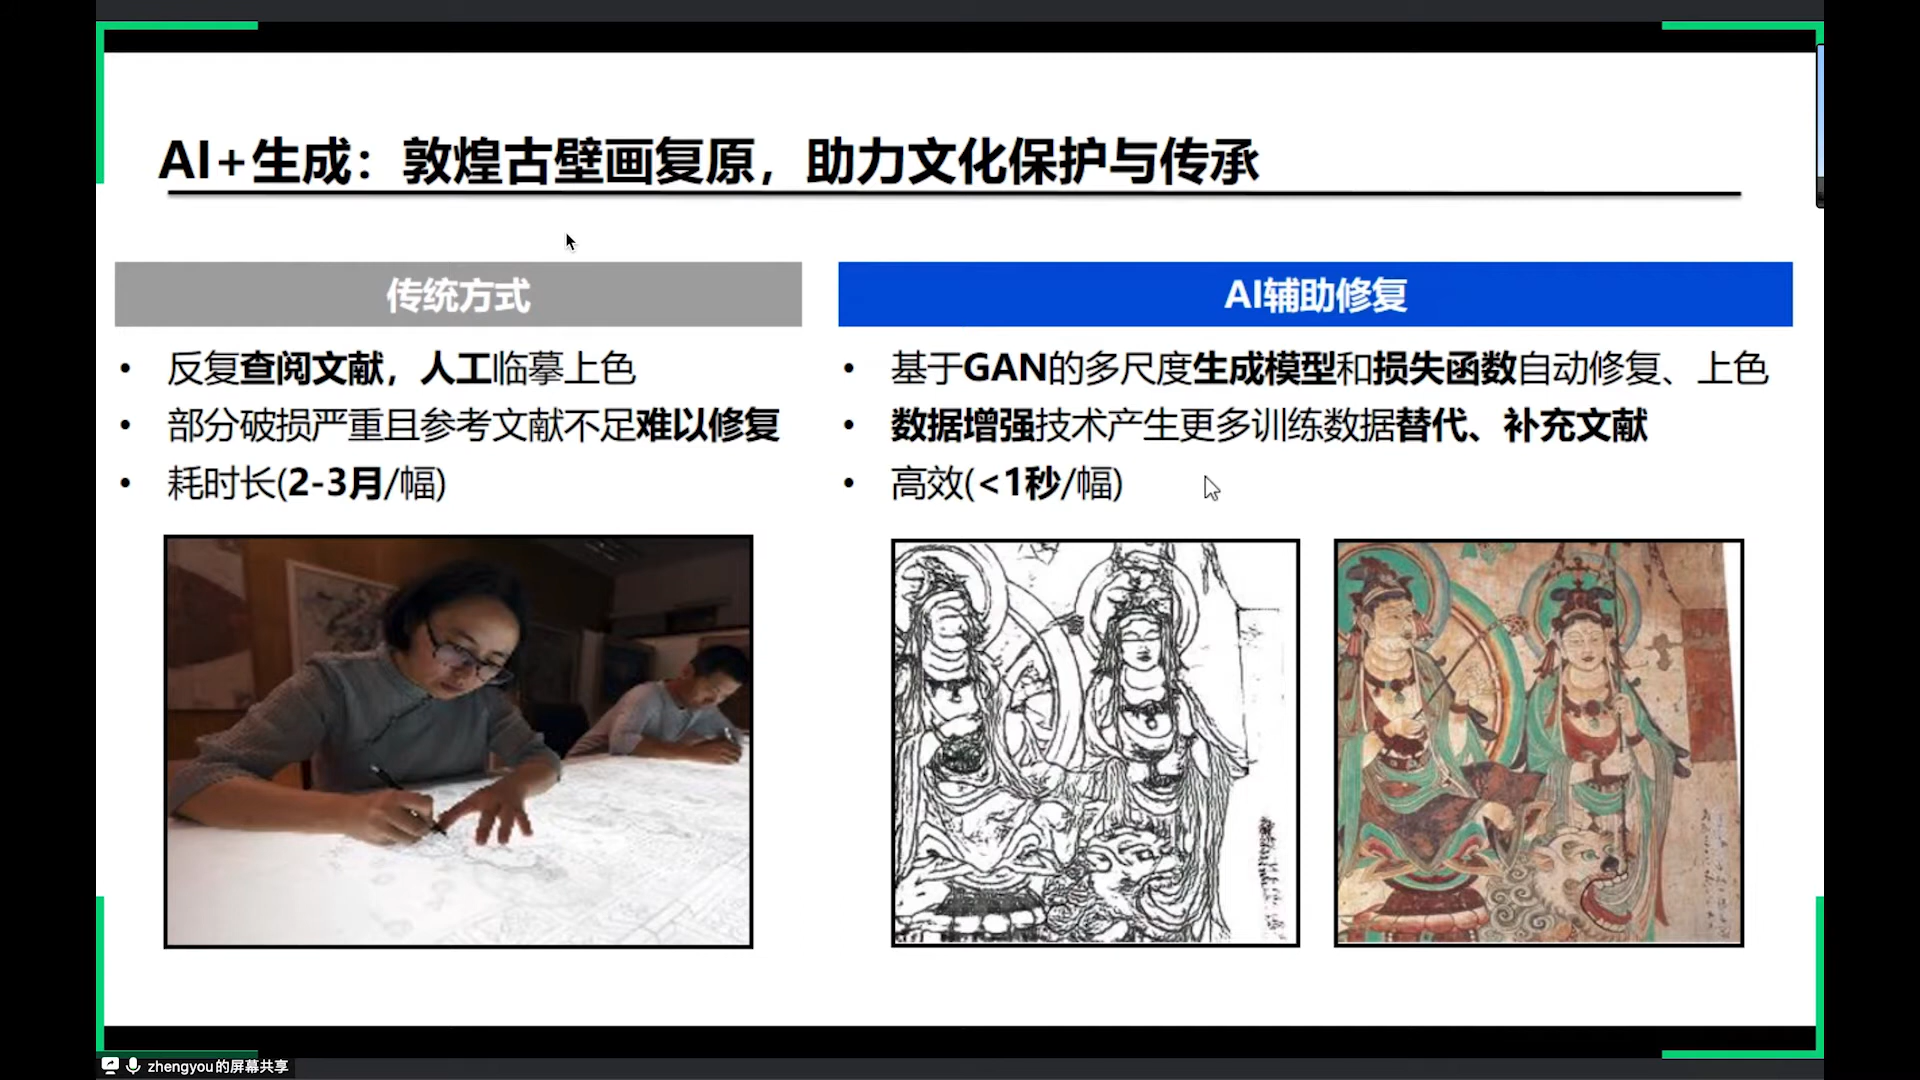 AI+生成：敦煌古壁画复原，助力文化保护与传承
传统方式
• 反复查阅文献，人工临摹上色
• 部分破损严重且参考文献不足难以修复
• 耗时长(2-3月/幅)
AI辅助修复
• 基于GAN的多尺度生成模型和损失函数自动修复、上色
• 数据增强技术产生更多训练数据替代、补充文献
• 高效(<1秒/幅)
zhengyou的屏幕共享